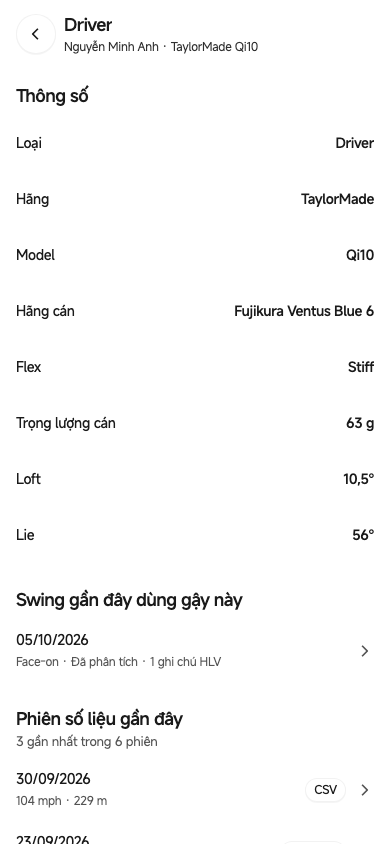 Driver
Nguyễn Minh Anh · TaylorMade Qi10
Thông số
Loại Driver
Hãng TaylorMade
Model Qi10
Hãng cán Fujikura Ventus Blue 6
Flex Stiff
Trọng lượng cán 63 g
Loft 10,5°
Lie 56°
Swing gần đây dùng gậy này
05/10/2026
Face-on · Đã phân tích · 1 ghi chú HLV
Phiên số liệu gần đây
3 gần nhất trong 6 phiên
30/09/2026
104 mph · 229 m CSV
23/09/2026